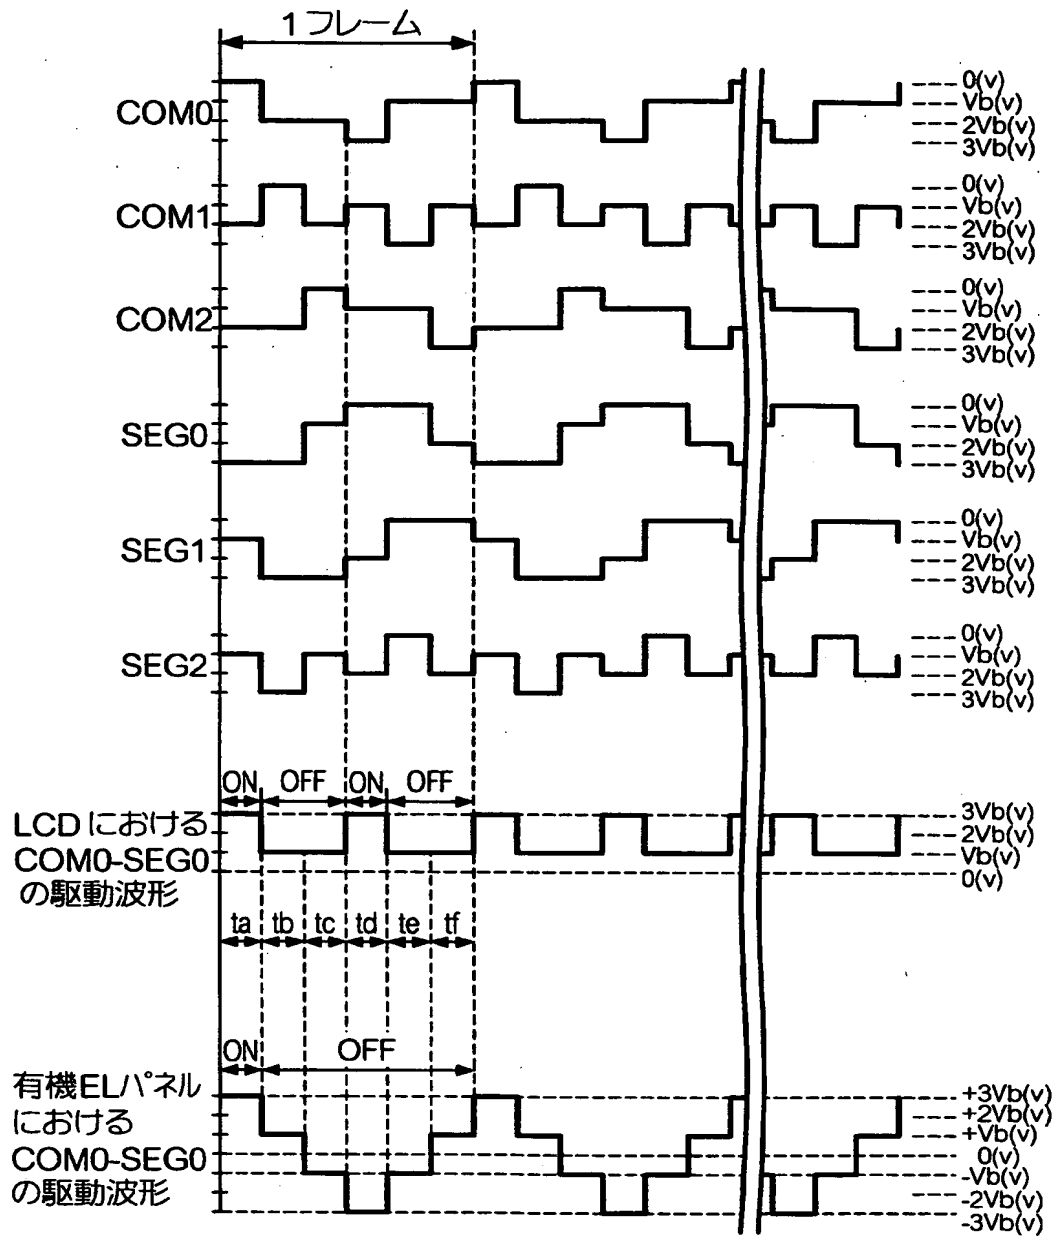 1フレーム
COM0
0(v)
Vb(v)
2Vb(v)
3Vb(v)
COM1
0(v)
Vb(v)
2Vb(v)
3Vb(v)
COM2
0(v)
Vb(v)
2Vb(v)
3Vb(v)
SEG0
0(v)
Vb(v)
2Vb(v)
3Vb(v)
SEG1
0(v)
Vb(v)
2Vb(v)
3Vb(v)
SEG2
0(v)
Vb(v)
2Vb(v)
3Vb(v)
ON OFF ON OFF
LCDにおける
COM0-SEG0
の駆動波形
3Vb(v)
2Vb(v)
Vb(v)
0(v)
ta tb tc td te tf
ON OFF
有機ELパネル
における
COM0-SEG0
の駆動波形
+3Vb(v)
+2Vb(v)
+Vb(v)
0(v)
-Vb(v)
-2Vb(v)
-3Vb(v)